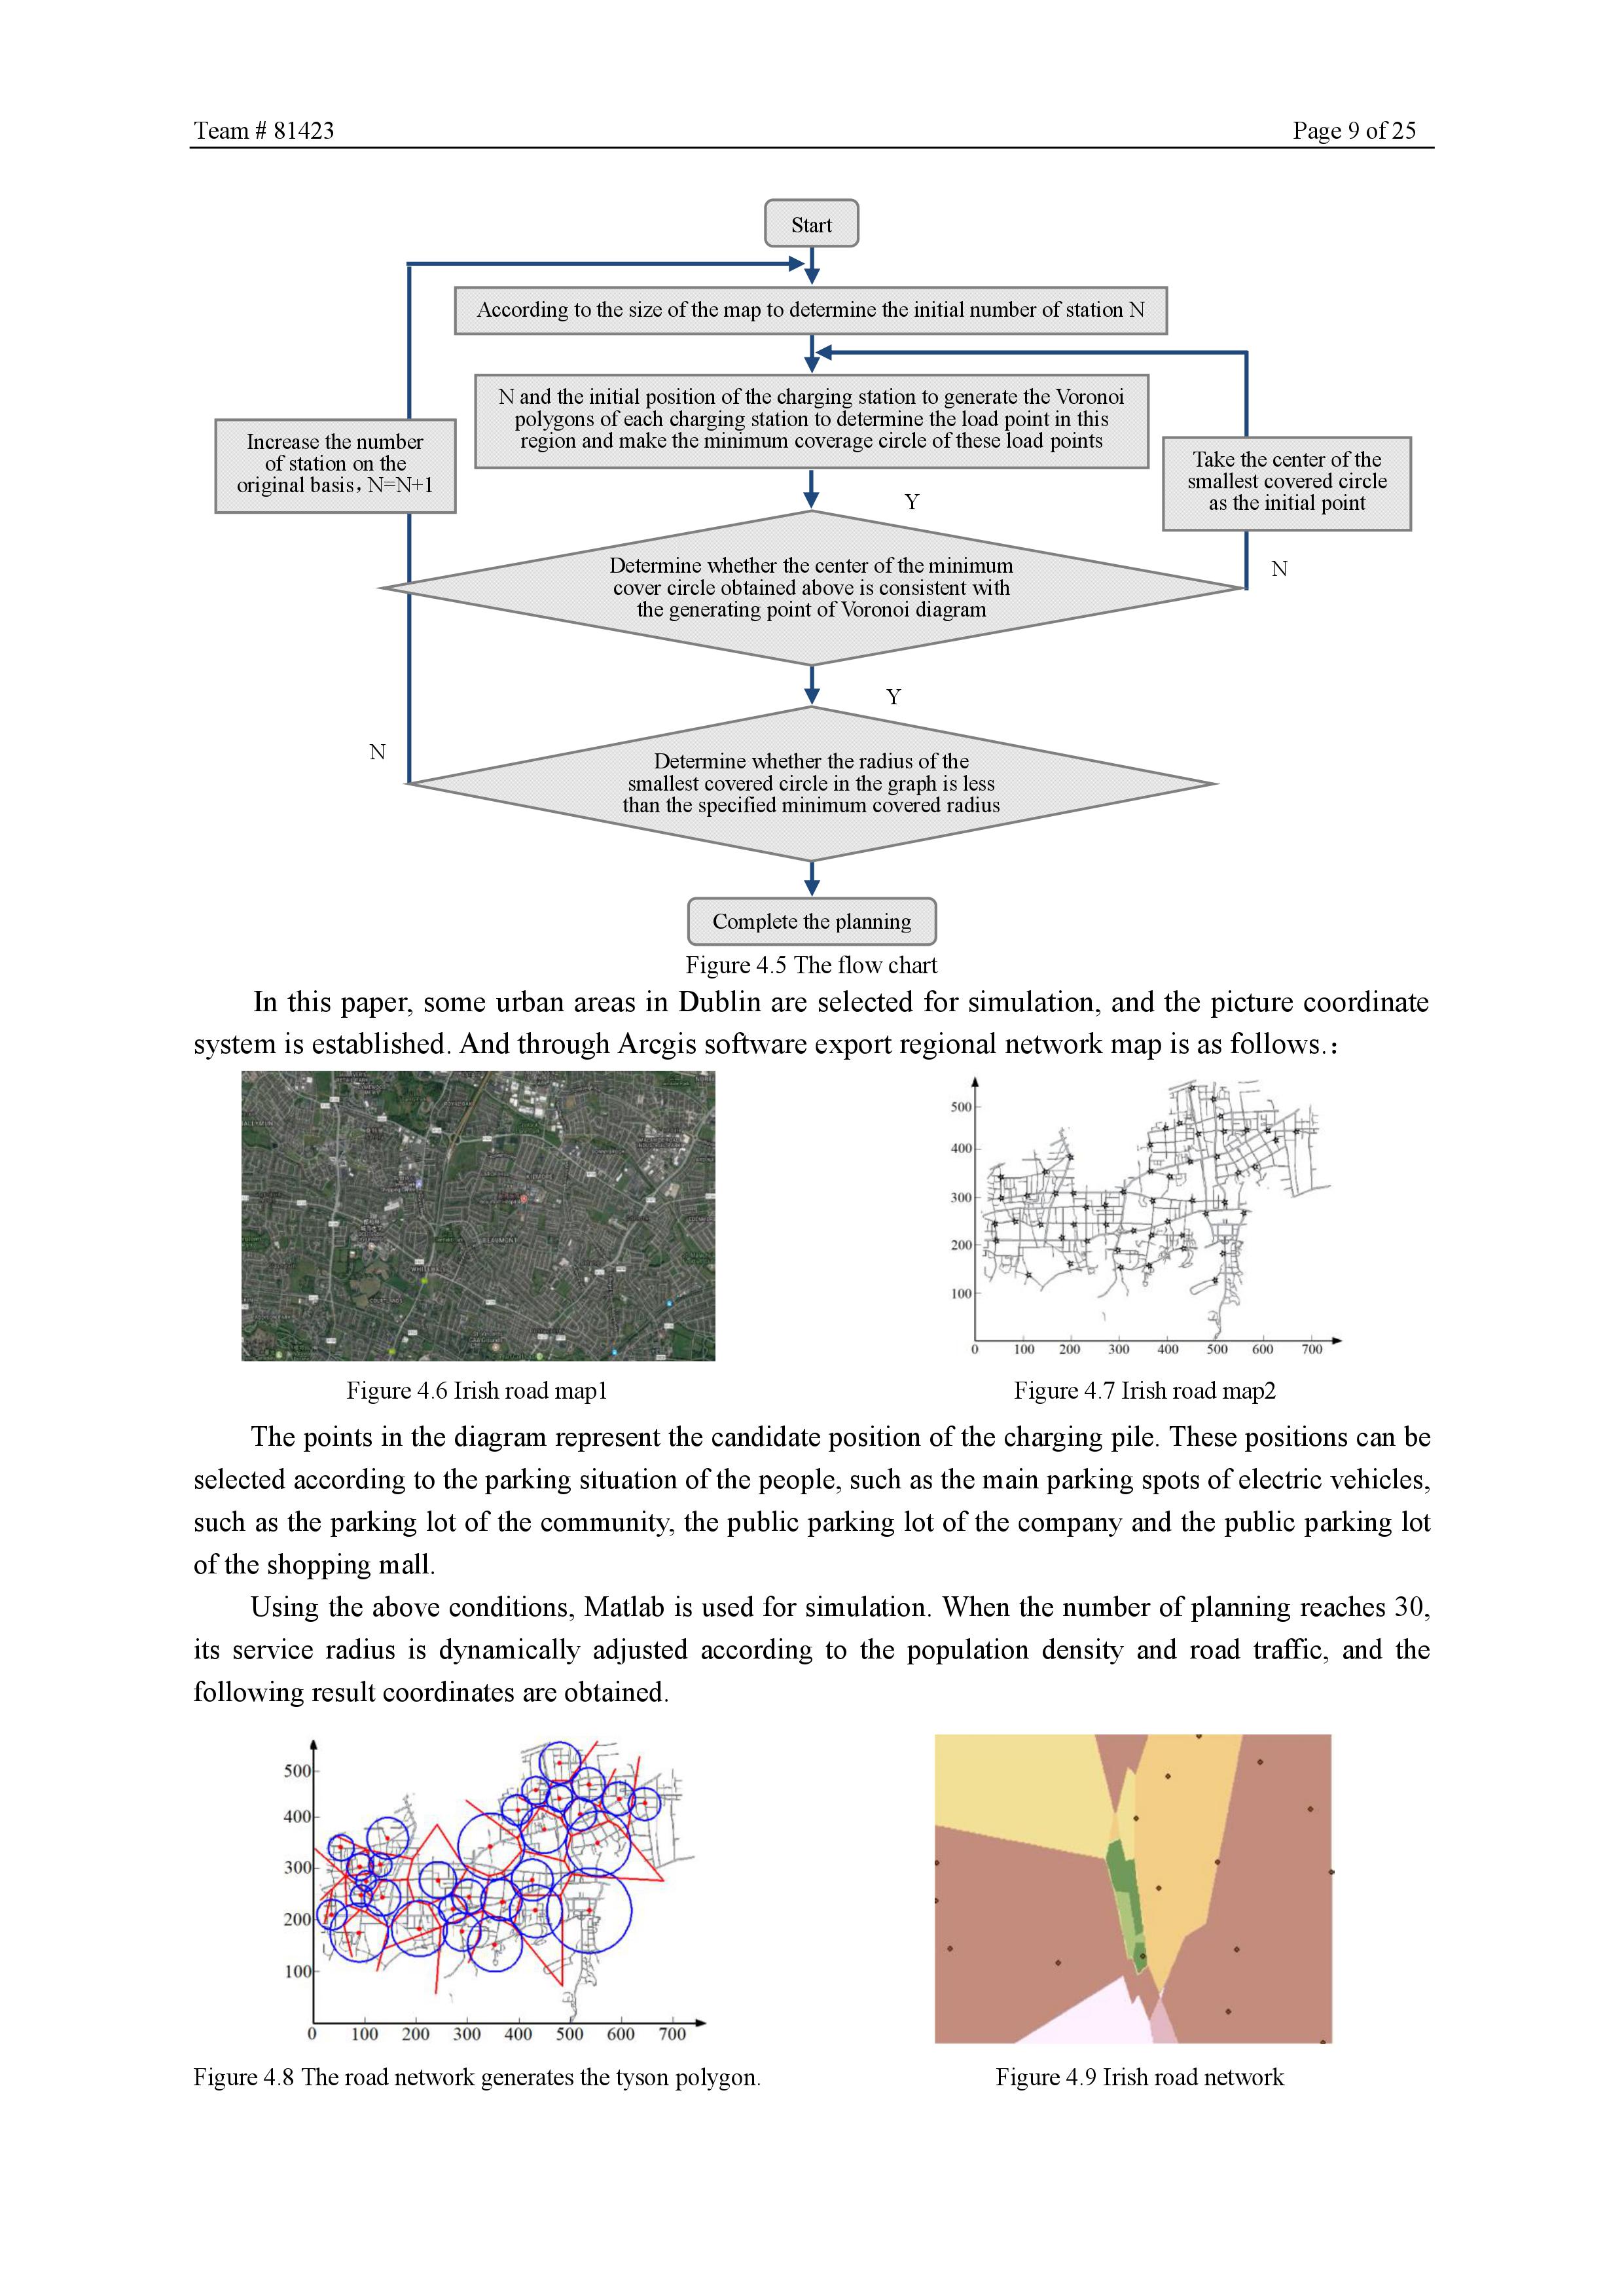 Team # 81423
Page 9 of 25
Start
According to the size of the map to determine the initial number of station N
N and the initial position of the charging station to generate the Voronoi
polygons of each charging station to determine the load point in this
region and make the minimum coverage circle of these load points
Increase the number
of station on the
original basis，N=N+1
Take the center of the
smallest covered circle
as the initial point
Y
Determine whether the center of the minimum
cover circle obtained above is consistent with
the generating point of Voronoi diagram
N
Y
N
Determine whether the radius of the
smallest covered circle in the graph is less
than the specified minimum covered radius
Complete the planning
Figure 4.5 The flow chart
In this paper, some urban areas in Dublin are selected for simulation, and the picture coordinate
system is established. And through Arcgis software export regional network map is as follows.:
500
400
300
200
100
0 100 200 300 400 500 600 700
Figure 4.6 Irish road map1
Figure 4.7 Irish road map2
The points in the diagram represent the candidate position of the charging pile. These positions can be
selected according to the parking situation of the people, such as the main parking spots of electric vehicles,
such as the parking lot of the community, the public parking lot of the company and the public parking lot
of the shopping mall.
Using the above conditions, Matlab is used for simulation. When the number of planning reaches 30,
its service radius is dynamically adjusted according to the population density and road traffic, and the
following result coordinates are obtained.
500
400
300
200
100
0 100 200 300 400 500 600 700
Figure 4.8 The road network generates the tyson polygon.
Figure 4.9 Irish road network